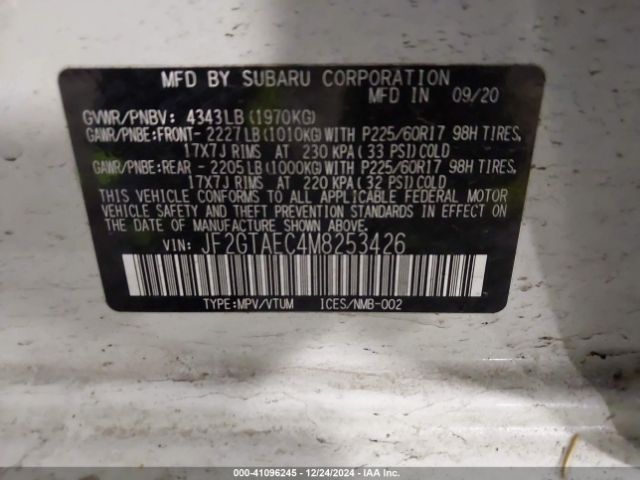 MFD BY SUBARU CORPORATION
MFD IN 09/20
GVWR/PNBV: 4343LB (1970KG)
GAWR/PNBE:FRONT- 2227LB (1010KG) WITH P225/60R17 98H TIRES,
17X7J RIMS AT 230 KPA (33 PSI) COLD
GAWR/PNBE:REAR - 2205LB (1000KG) WITH P225/60R17 98H TIRES,
17X7J RIMS AT 220 KPA (32 PSI) COLD
THIS VEHICLE CONFORMS TO ALL APPLICABLE FEDERAL MOTOR
VEHICLE SAFETY AND THEFT PREVENTION STANDARDS IN EFFECT
ON THE DATE OF MANUFACTURE SHOWN ABOVE.
VIN: JF2GTAEC4M8253426
TYPE:MPV/VTUM ICES/NMB-002
000-41096245 - 12/24/2024 - IAA Inc.